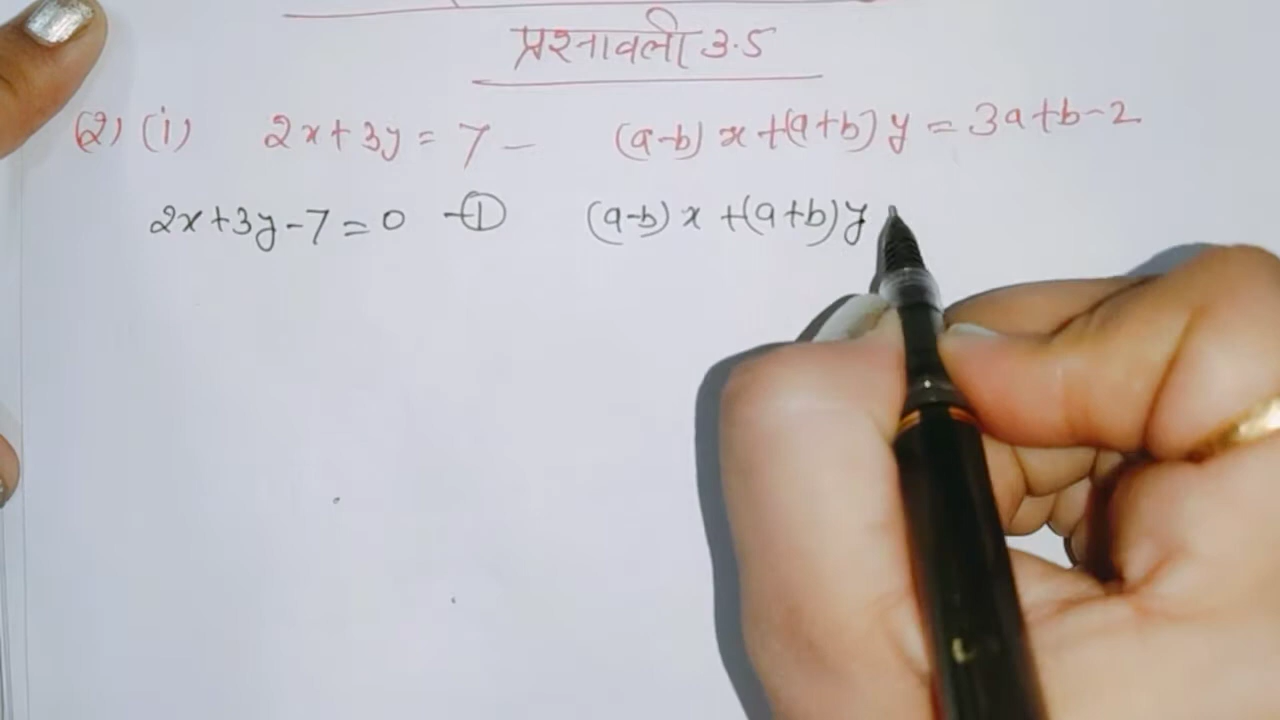 प्रश्नावली 3.5
(2) (i) 2x+3y = 7 - (a-b) x +(a+b) y = 3a+b-2
2x+3y-7=0 -① (a-b) x +(a+b)y